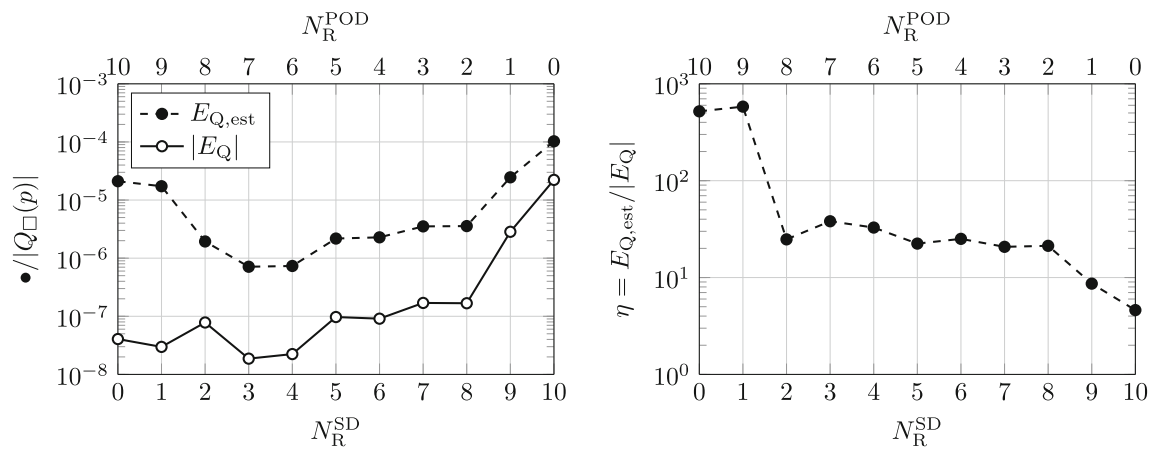 N_R^POD
10 9 8 7 6 5 4 3 2 1 0
10^−3
10^−4
10^−5
10^−6
10^−7
10^−8
●/|Q_□(p)|
E_Q,est
|E_Q|
0 1 2 3 4 5 6 7 8 9 10
N_R^SD
N_R^POD
10 9 8 7 6 5 4 3 2 1 0
10^3
10^2
10^1
10^0
η = E_Q,est/|E_Q|
0 1 2 3 4 5 6 7 8 9 10
N_R^SD